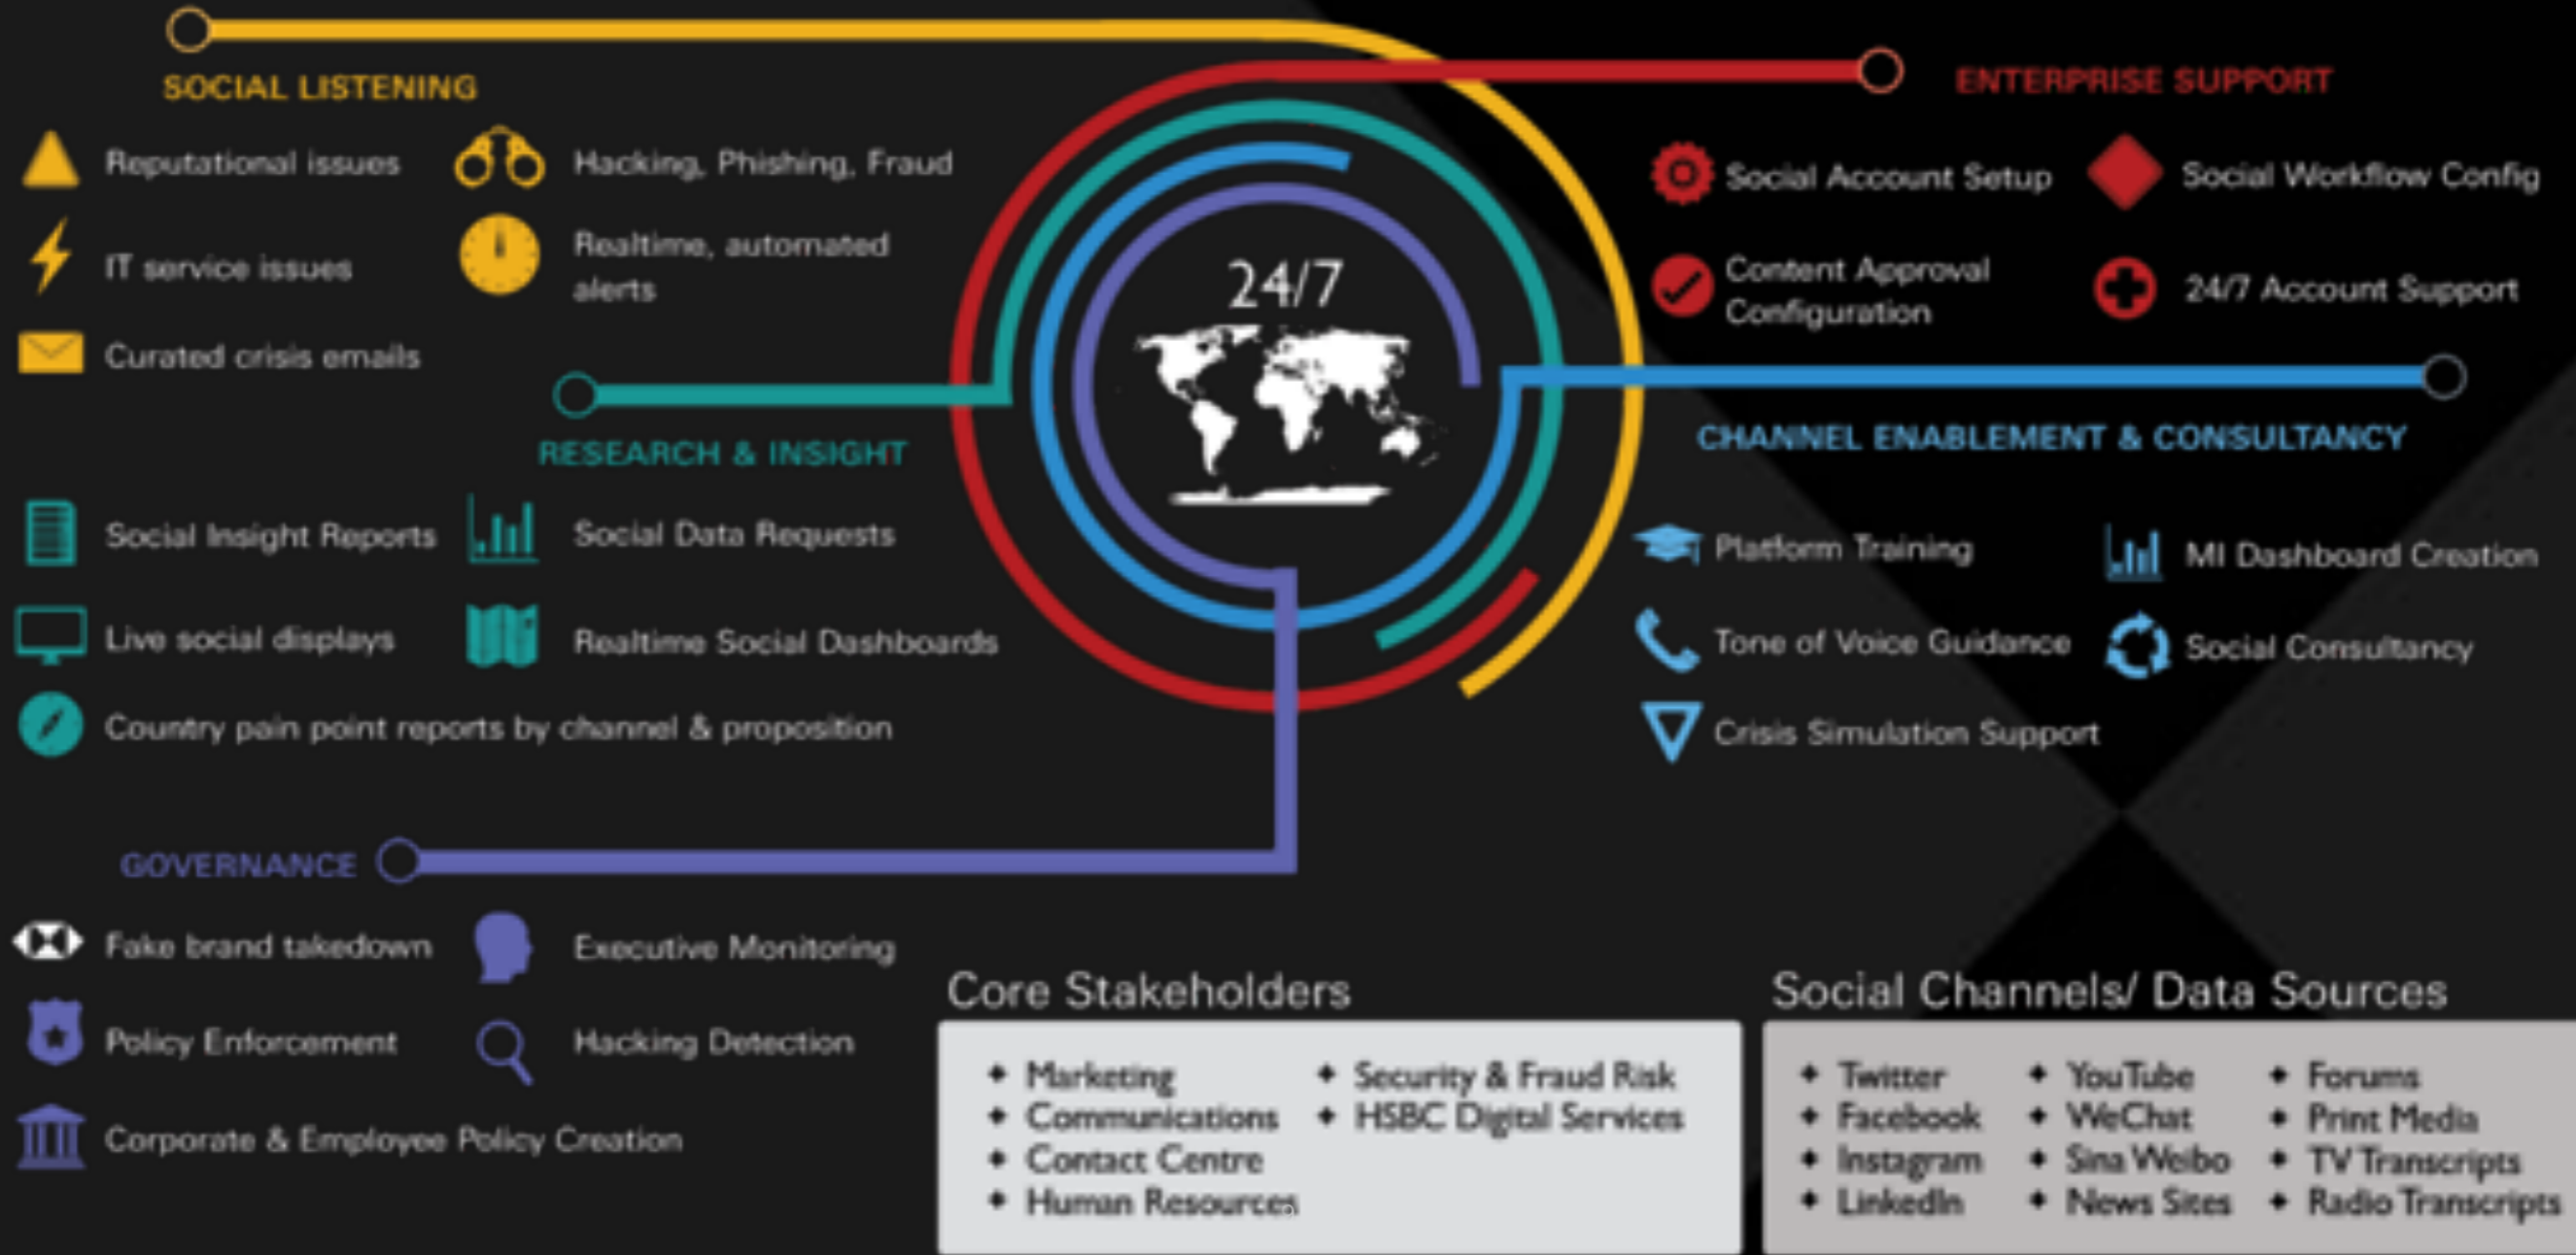 SOCIAL LISTENING
Reputational issues
Hacking, Phishing, Fraud
IT service issues
Realtime, automated
alerts
Curated crisis emails
ENTERPRISE SUPPORT
Social Account Setup
Social Workflow Config
Content Approval
Configuration
24/7 Account Support
24/7
RESEARCH & INSIGHT
Social Insight Reports
Social Data Requests
Live social displays
Realtime Social Dashboards
Country pain point reports by channel & proposition
CHANNEL ENABLEMENT & CONSULTANCY
Platform Training
MI Dashboard Creation
Tone of Voice Guidance
Social Consultancy
Crisis Simulation Support
GOVERNANCE
Fake brand takedown
Executive Monitoring
Policy Enforcement
Hacking Detection
Corporate & Employee Policy Creation
Core Stakeholders
Marketing
Communications
Contact Centre
Human Resources
Security & Fraud Risk
HSBC Digital Services
Social Channels/ Data Sources
Twitter
Facebook
Instagram
LinkedIn
YouTube
WeChat
Sina Weibo
News Sites
Forums
Print Media
TV Transcripts
Radio Transcripts